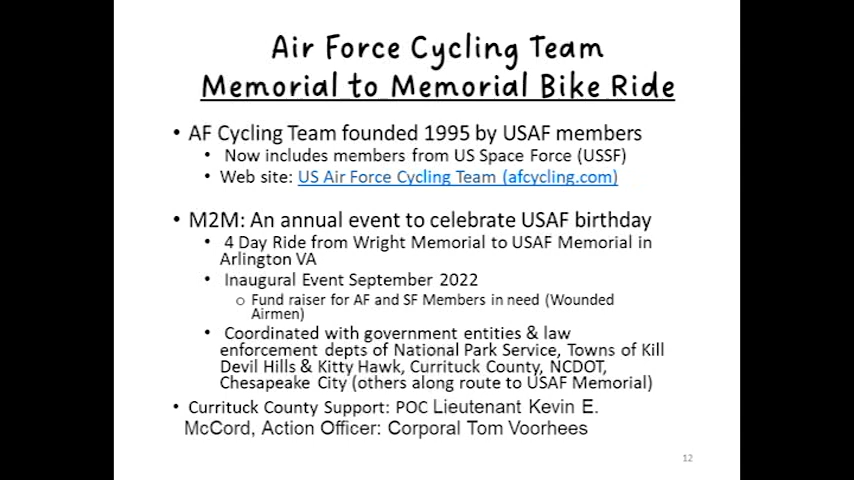 Air Force Cycling Team
Memorial to Memorial Bike Ride
• AF Cycling Team founded 1995 by USAF members
• Now includes members from US Space Force (USSF)
• Web site: US Air Force Cycling Team (afcycling.com)
• M2M: An annual event to celebrate USAF birthday
• 4 Day Ride from Wright Memorial to USAF Memorial in
Arlington VA
• Inaugural Event September 2022
o Fund raiser for AF and SF Members in need (Wounded
Airmen)
• Coordinated with government entities & law
enforcement depts of National Park Service, Towns of Kill
Devil Hills & Kitty Hawk, Currituck County, NCDOT,
Chesapeake City (others along route to USAF Memorial)
• Currituck County Support: POC Lieutenant Kevin E.
McCord, Action Officer: Corporal Tom Voorhees
12